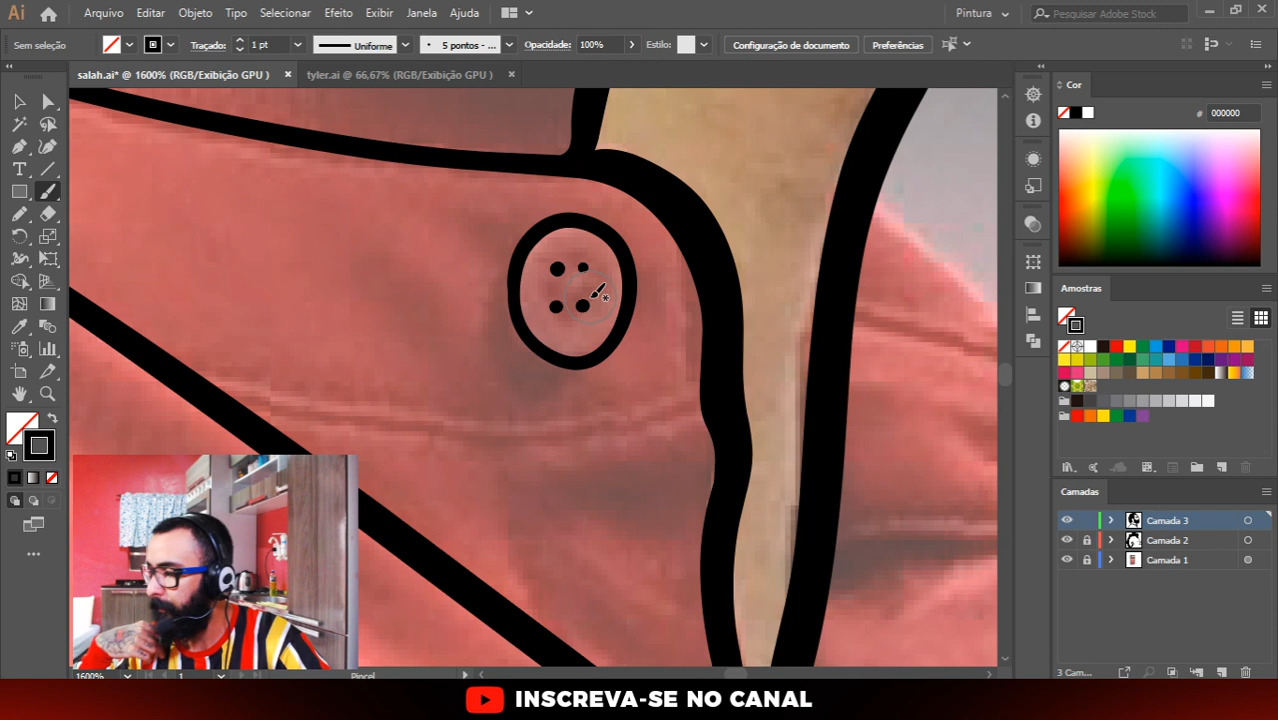 Ai Arquivo Editar Objeto Tipo Selecionar Efeito Exibir Janela Ajuda Pintura Pesquisar Adobe Stock
Sem seleção Traçado: 1 pt Uniforme 5 pontos - ... Opacidade: 100% Estilo: Configuração de documento Preferências
salah.ai* @ 1600% (RGB/Exibição GPU ) tyler.ai @ 66,67% (RGB/Exibição GPU )
Cor
# 000000
Amostras
Camadas
Camada 3
Camada 2
Camada 1
1600% 1 Pincel 3 Cam...
INSCREVA-SE NO CANAL